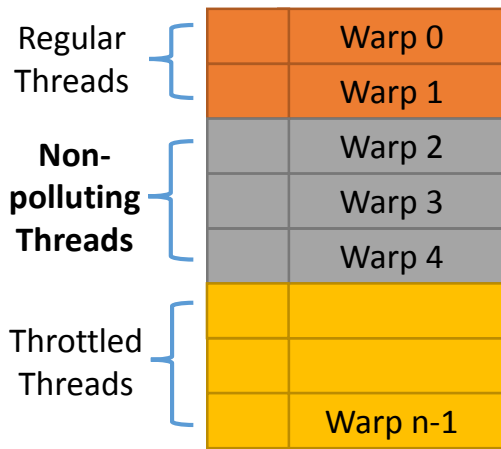 Regular
Threads
Warp 0
Warp 1
Non-
polluting
Threads
Warp 2
Warp 3
Warp 4
Throttled
Threads
Warp n-1